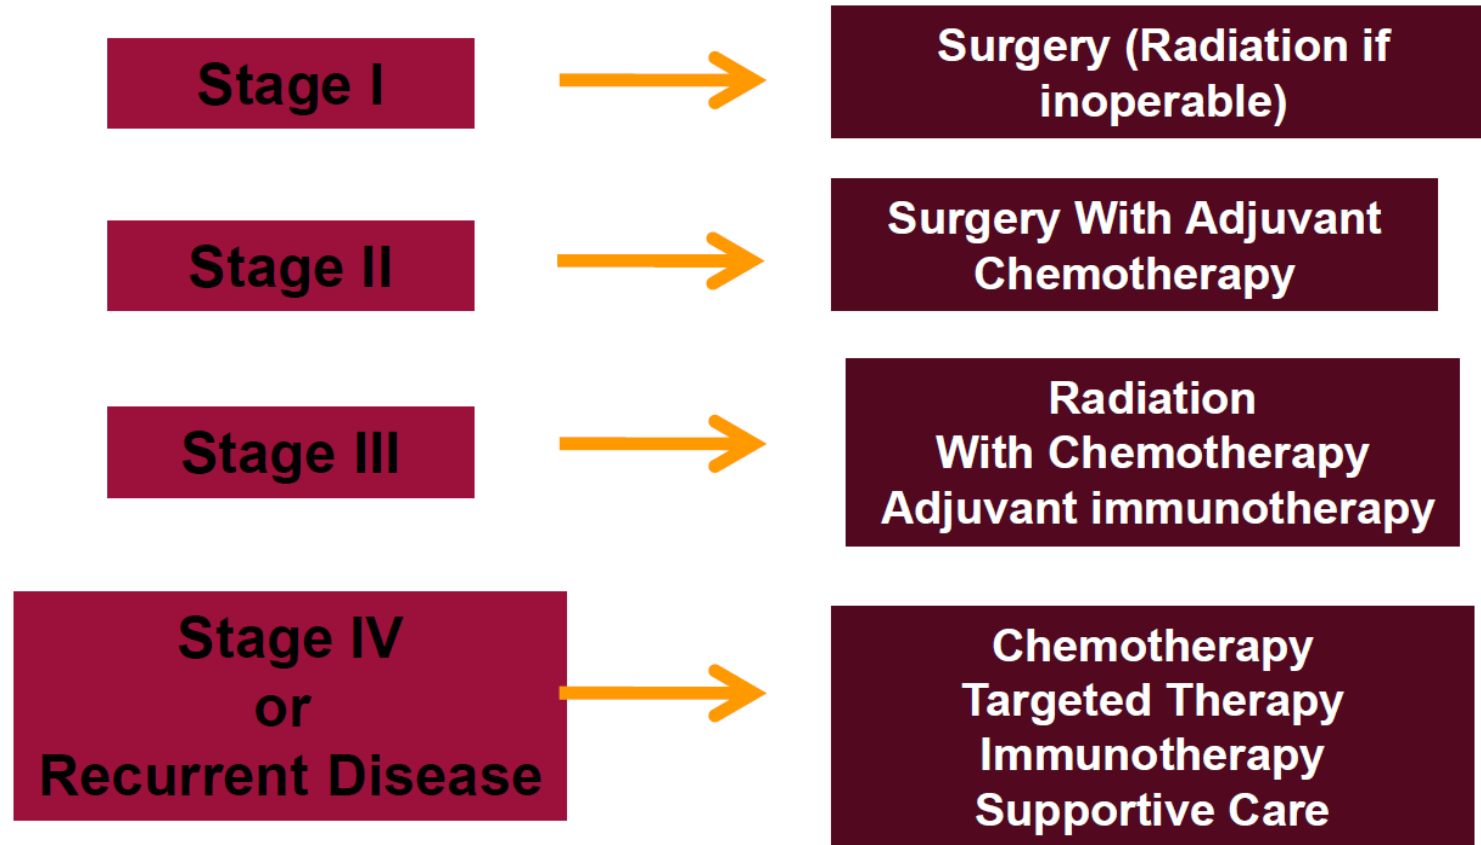 Stage I
Surgery (Radiation if
inoperable)
Stage II
Surgery With Adjuvant
Chemotherapy
Stage III
Radiation
With Chemotherapy
Adjuvant immunotherapy
Stage IV
or
Recurrent Disease
Chemotherapy
Targeted Therapy
Immunotherapy
Supportive Care